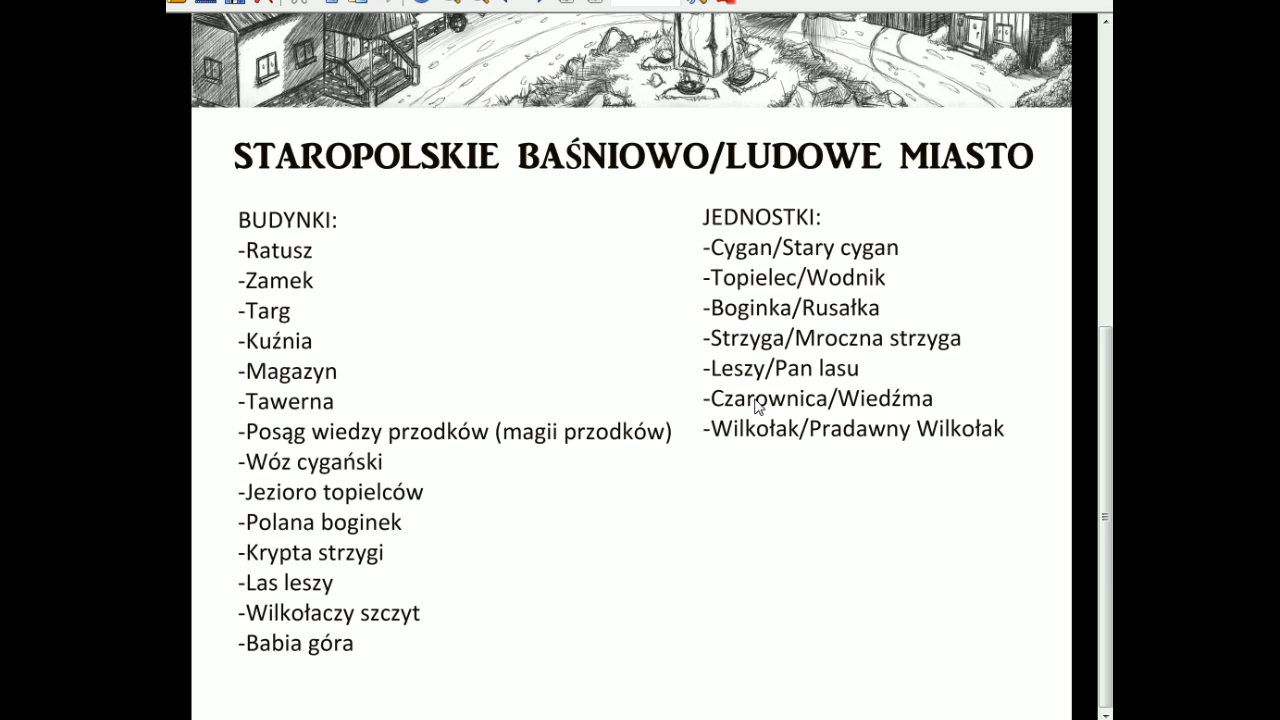 STAROPOLSKIE BAŚNIOWO/LUDOWE MIASTO
BUDYNKI:
-Ratusz
-Zamek
-Targ
-Kuźnia
-Magazyn
-Tawerna
-Posąg wiedzy przodków (magii przodków)
-Wóz cygański
-Jezioro topielców
-Polana boginek
-Krypta strzygi
-Las leszy
-Wilkołaczy szczyt
-Babia góra
JEDNOSTKI:
-Cygan/Stary cygan
-Topielec/Wodnik
-Boginka/Rusałka
-Strzyga/Mroczna strzyga
-Leszy/Pan lasu
-Czarownica/Wiedźma
-Wilkołak/Pradawny Wilkołak